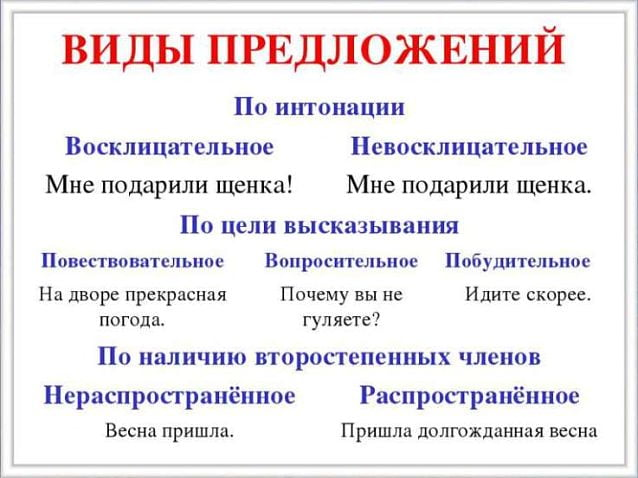 ВИДЫ ПРЕДЛОЖЕНИЙ
По интонации
Восклицательное Невосклицательное
Мне подарили щенка! Мне подарили щенка.
По цели высказывания
Повествовательное Вопросительное Побудительное
На дворе прекрасная Почему вы не Идите скорее.
погода. гуляете?
По наличию второстепенных членов
Нераспространённое Распространённое
Весна пришла. Пришла долгожданная весна